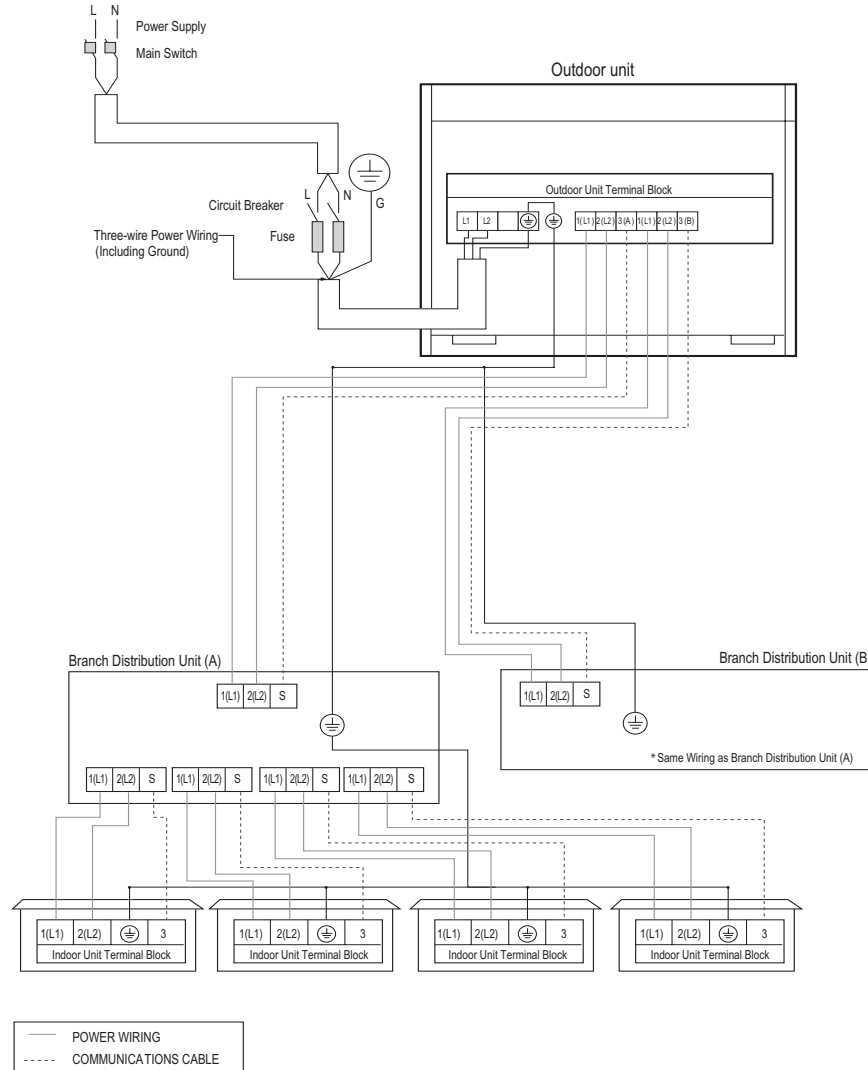 L N
Power Supply
Main Switch
Outdoor unit
Outdoor Unit Terminal Block
L1 L2 1(L1) 2(L2) 3(A) 1(L1) 2(L2) 3(B)
L N
G
Circuit Breaker
Fuse
Three-wire Power Wiring
(Including Ground)
Branch Distribution Unit (A)
1(L1) 2(L2) S
1(L1) 2(L2) S 1(L1) 2(L2) S 1(L1) 2(L2) S 1(L1) 2(L2) S
Branch Distribution Unit (B
1(L1) 2(L2) S
* Same Wiring as Branch Distribution Unit (A)
1(L1) 2(L2) 3
Indoor Unit Terminal Block
1(L1) 2(L2) 3
Indoor Unit Terminal Block
1(L1) 2(L2) 3
Indoor Unit Terminal Block
1(L1) 2(L2) 3
Indoor Unit Terminal Block
POWER WIRING
COMMUNICATIONS CABLE